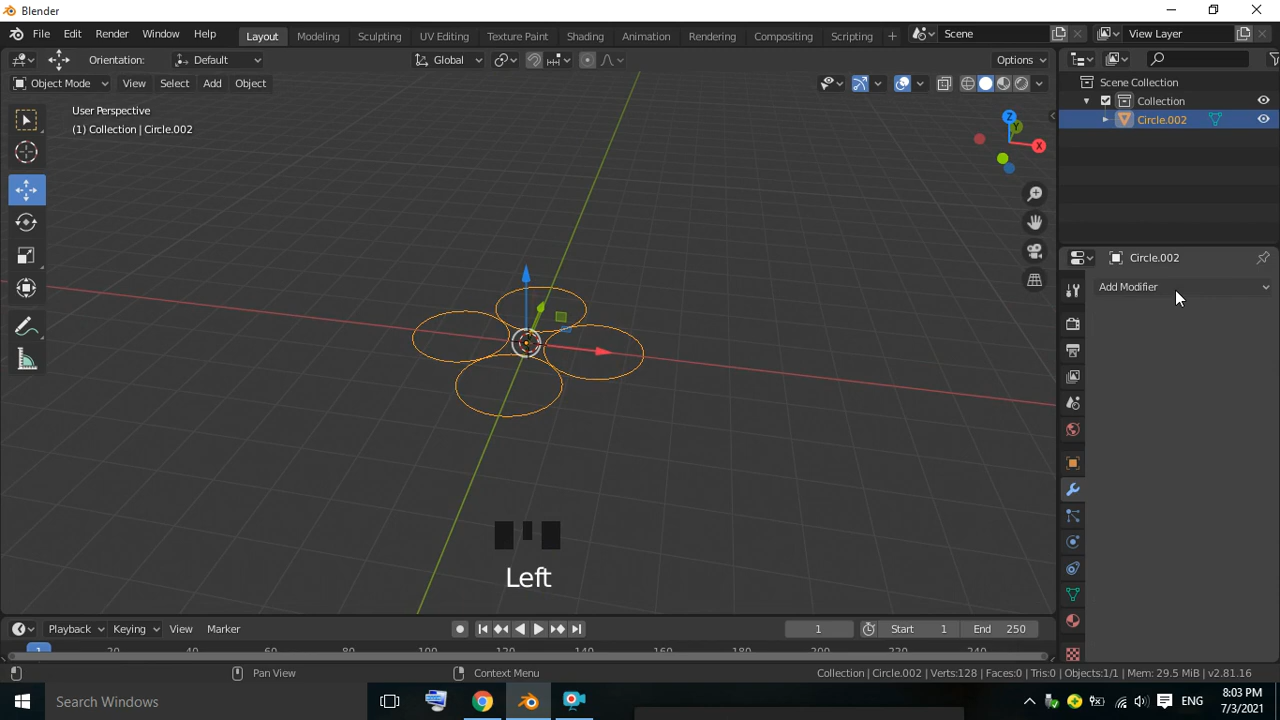 Blender
File Edit Render Window Help Layout Modeling Sculpting UV Editing Texture Paint Shading Animation Rendering Compositing Scripting + Scene View Layer
Orientation: Default Global Options
Object Mode View Select Add Object
User Perspective
(1) Collection | Circle.002
Z
Y
X
Scene Collection
Collection
Circle.002
Circle.002
Add Modifier
Left
Playback Keying View Marker 1 Start 1 End 250
1 20 40 60 80 100 120 140 160 180 200 220 240
Pan View Context Menu Collection | Circle.002 | Verts:128 | Faces:0 | Tris:0 | Objects:1/1 | Mem: 29.5 MiB | v2.81.16
Search Windows ENG 8:03 PM
7/3/2021